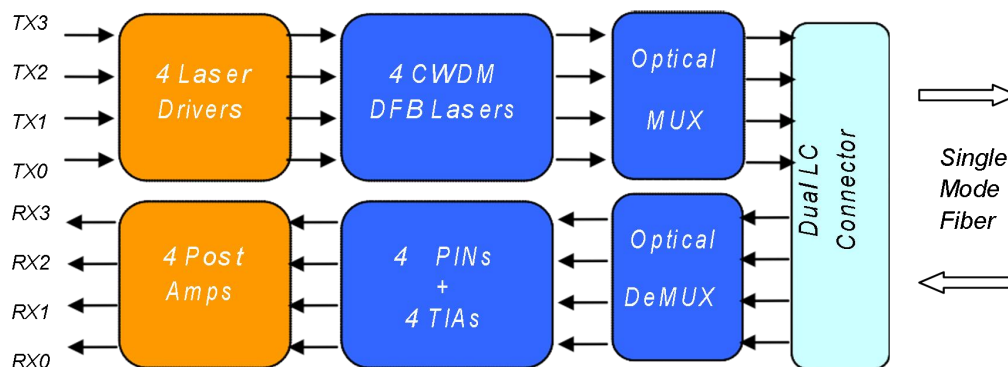 TX3
TX2
TX1
TX0
4 Laser
Drivers
4 CWDM
DFB Lasers
Optical
MUX
Dual LC
Connector
Single
Mode
Fiber
RX3
RX2
RX1
RX0
4 Post
Amps
4 PINs
+
4 TIAs
Optical
DeMUX